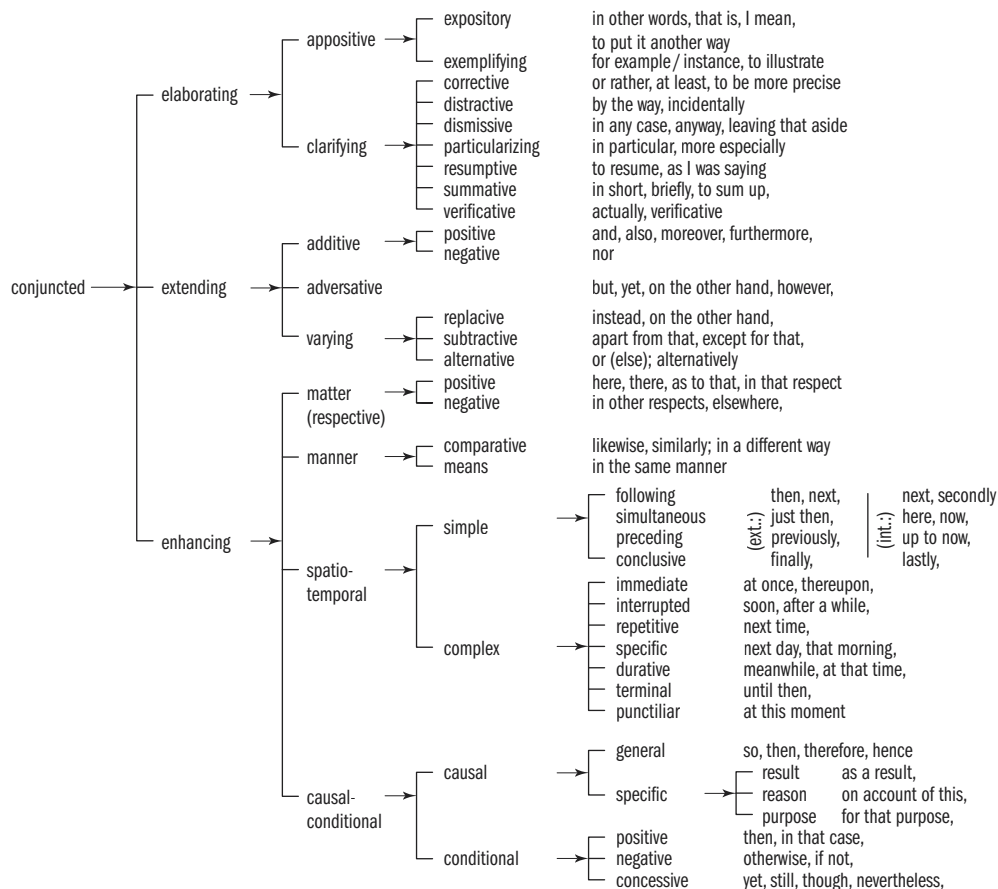 expository in other words, that is, I mean,
appositive to put it another way
exemplifying for example / instance, to illustrate
corrective or rather, at least, to be more precise
elaborating distractive by the way, incidentally
dismissive in any case, anyway, leaving that aside
clarifying particularizing in particular, more especially
resumptive to resume, as I was saying
summative in short, briefly, to sum up,
verificative actually, verificative
additive positive and, also, moreover, furthermore,
negative nor
conjuncted extending adversative but, yet, on the other hand, however,
replacive instead, on the other hand,
varying subtractive apart from that, except for that,
alternative or (else); alternatively
matter positive here, there, as to that, in that respect
(respective) negative in other respects, elsewhere,
manner comparative likewise, similarly; in a different way
means in the same manner
following then, next, next, secondly
simple simultaneous (ext.:) just then, (int.:) here, now,
enhancing preceding previously, up to now,
conclusive finally, lastly,
spatio-
temporal immediate at once, thereupon,
interrupted soon, after a while,
repetitive next time,
complex specific next day, that morning,
durative meanwhile, at that time,
terminal until then,
punctiliar at this moment
general so, then, therefore, hence
causal result as a result,
causal- specific reason on account of this,
conditional purpose for that purpose,
positive then, in that case,
conditional negative otherwise, if not,
concessive yet, still, though, nevertheless,